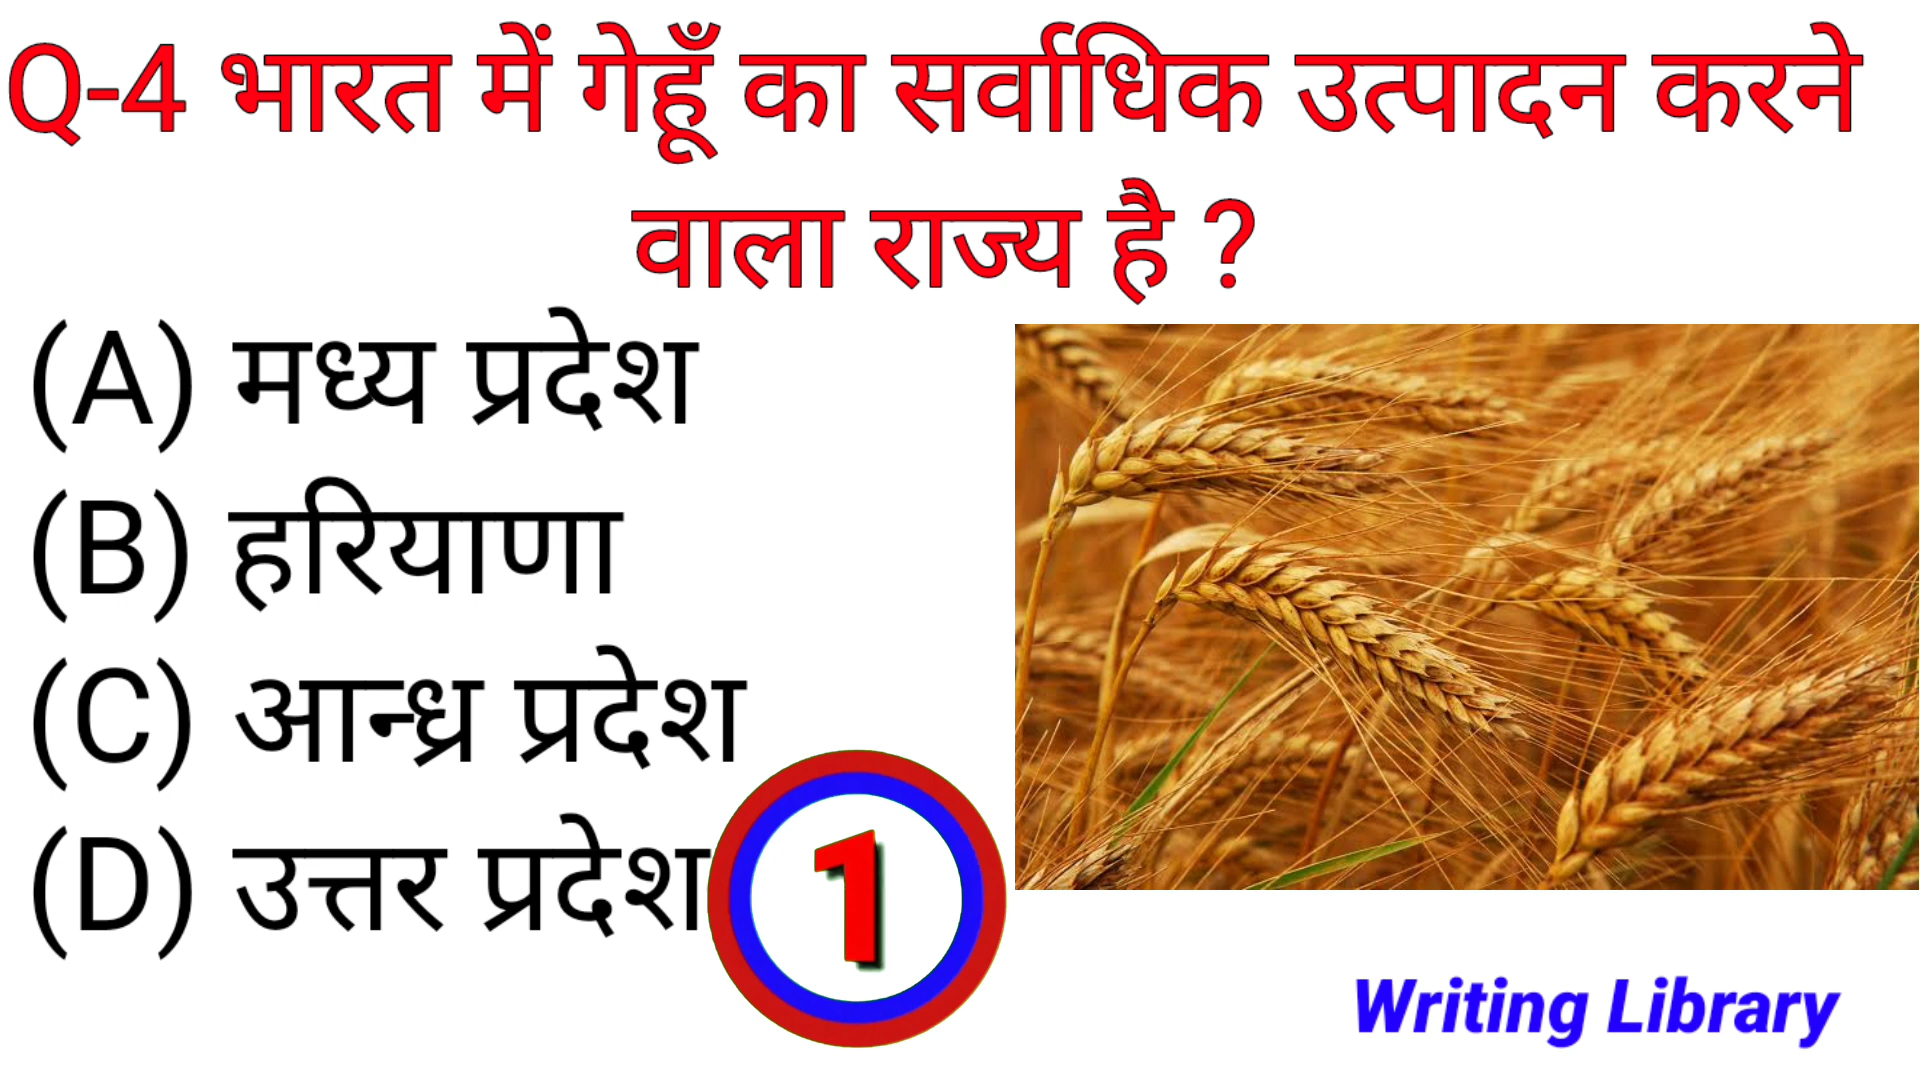 Q-4 भारत में गेहूँ का सर्वाधिक उत्पादन करने
वाला राज्य है ?
(A) मध्य प्रदेश
(B) हरियाणा
(C) आन्ध्र प्रदेश
(D) उत्तर प्रदेश
1
Writing Library